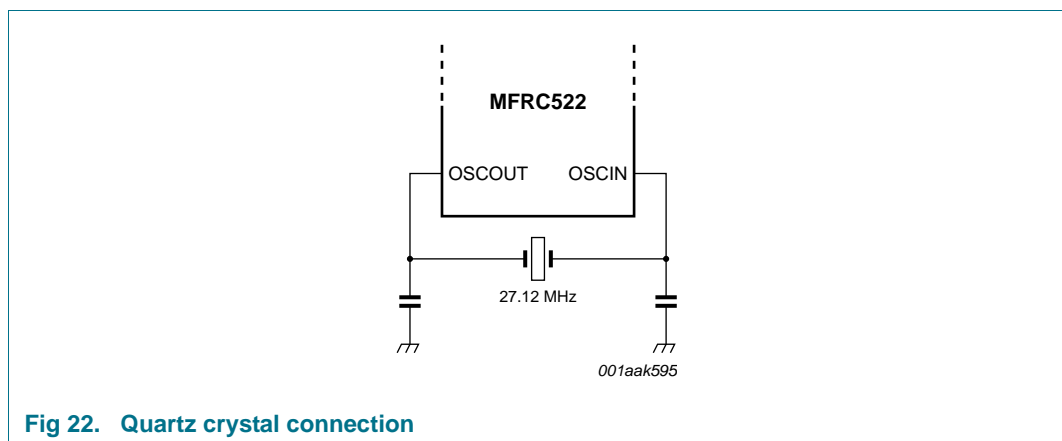 MFRC522
OSCOUT OSCIN
27.12 MHz
001aak595
Fig 22. Quartz crystal connection